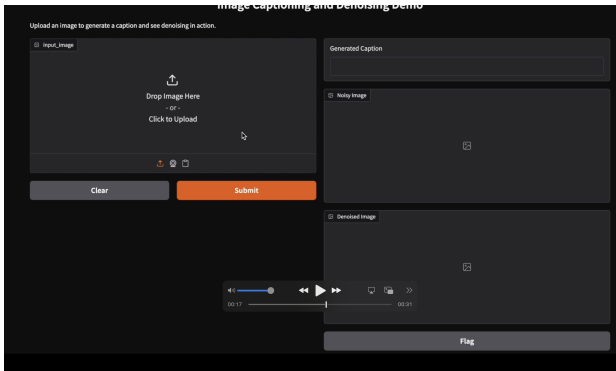 Image Captioning and Denoising Demo
Upload an image to generate a caption and see denoising in action.
input_image
Drop Image Here
- or -
Click to Upload
Clear
Submit
Generated Caption
Noisy Image
Denoised Image
00:17
00:31
Flag